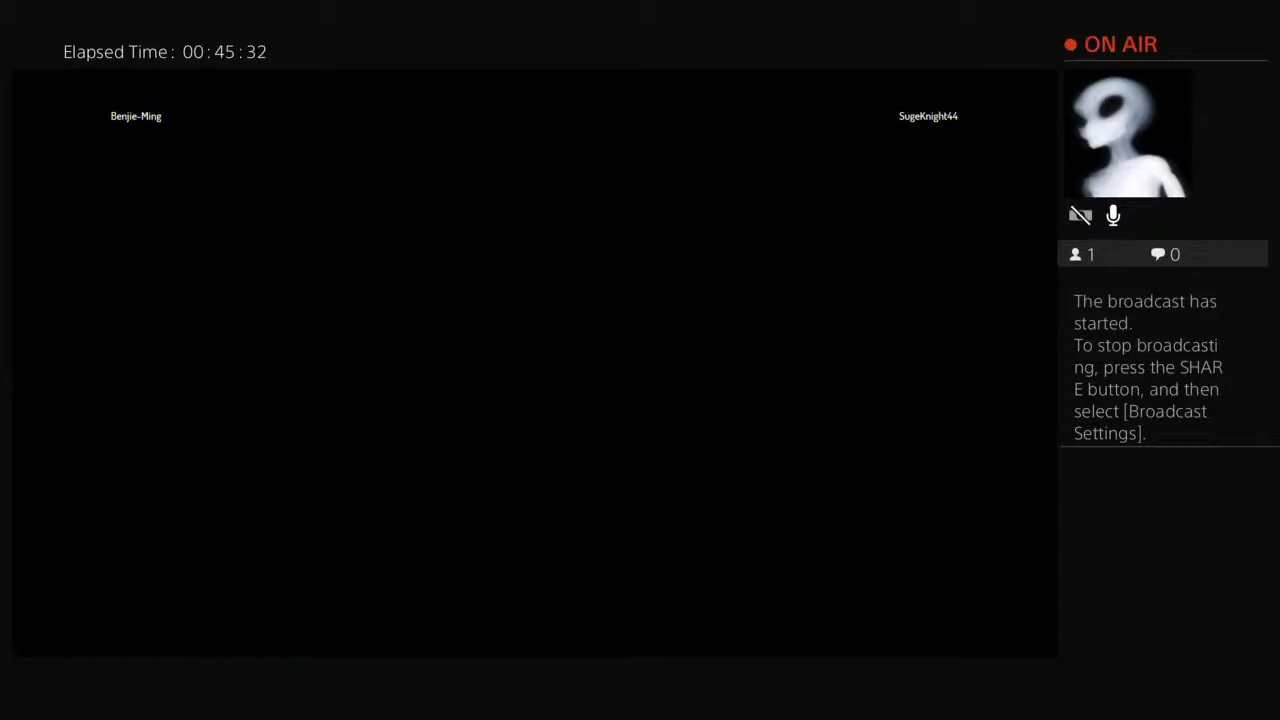 Elapsed Time: 00:45:32
ON AIR
Benjie-Ming
SugeKnight44
1
0
The broadcast has
started.
To stop broadcasti
ng, press the SHAR
E button, and then
select [Broadcast
Settings].